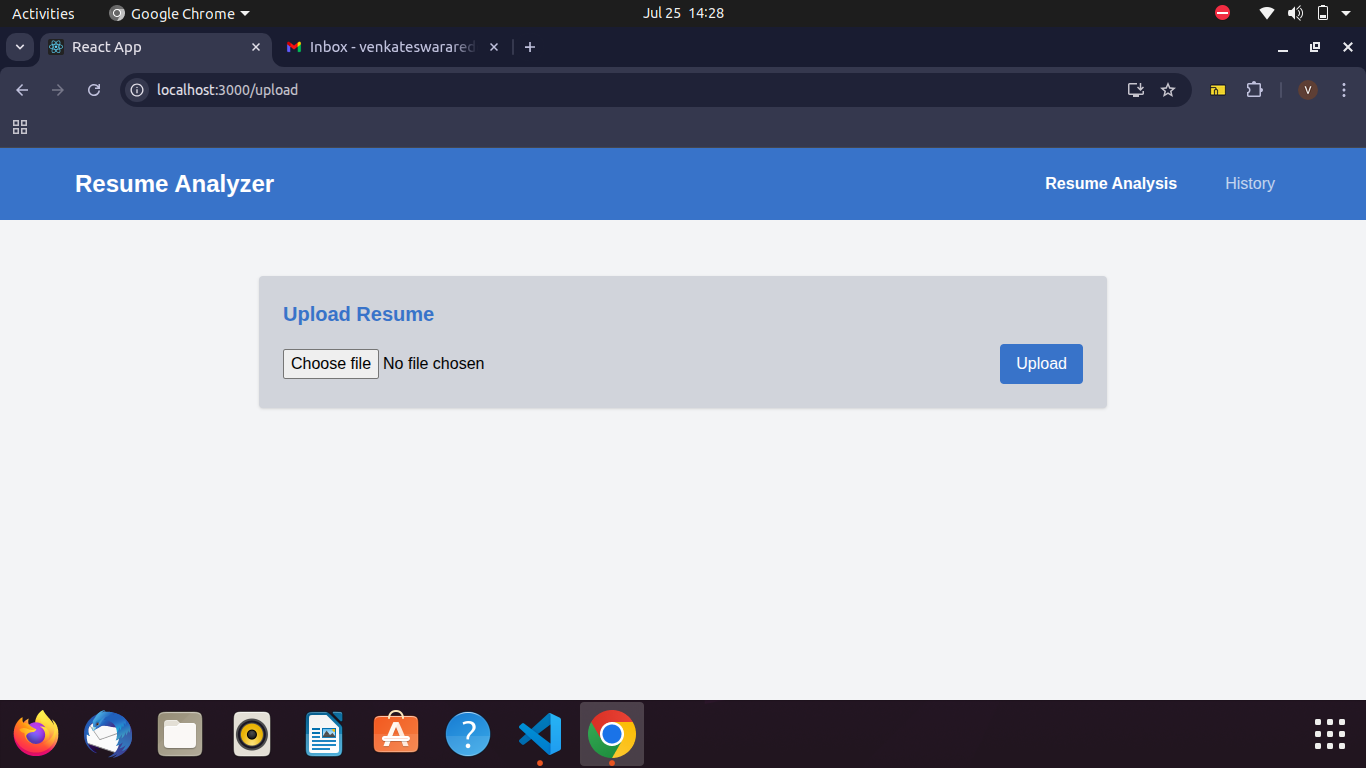 Activities Google Chrome Jul 25 14:28
React App Inbox - venkateswarared
localhost:3000/upload V
Resume Analyzer Resume Analysis History
Upload Resume
Choose file No file chosen Upload